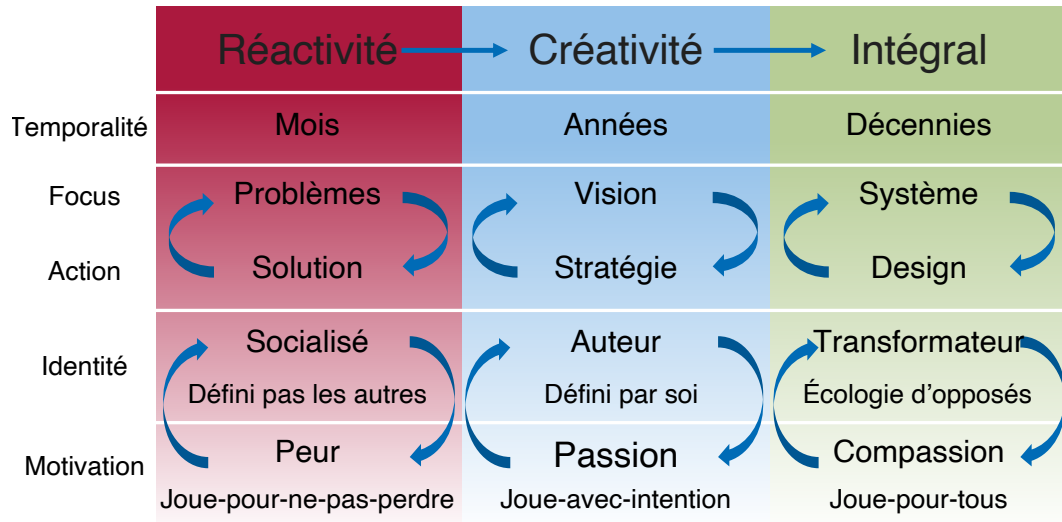 Réactivité Créativité Intégral
Temporalité Mois Années Décennies
Focus Problèmes Vision Système
Action Solution Stratégie Design
Identité Socialisé Auteur Transformateur
Défini pas les autres Défini par soi Écologie d'opposés
Motivation Peur Passion Compassion
Joue-pour-ne-pas-perdre Joue-avec-intention Joue-pour-tous